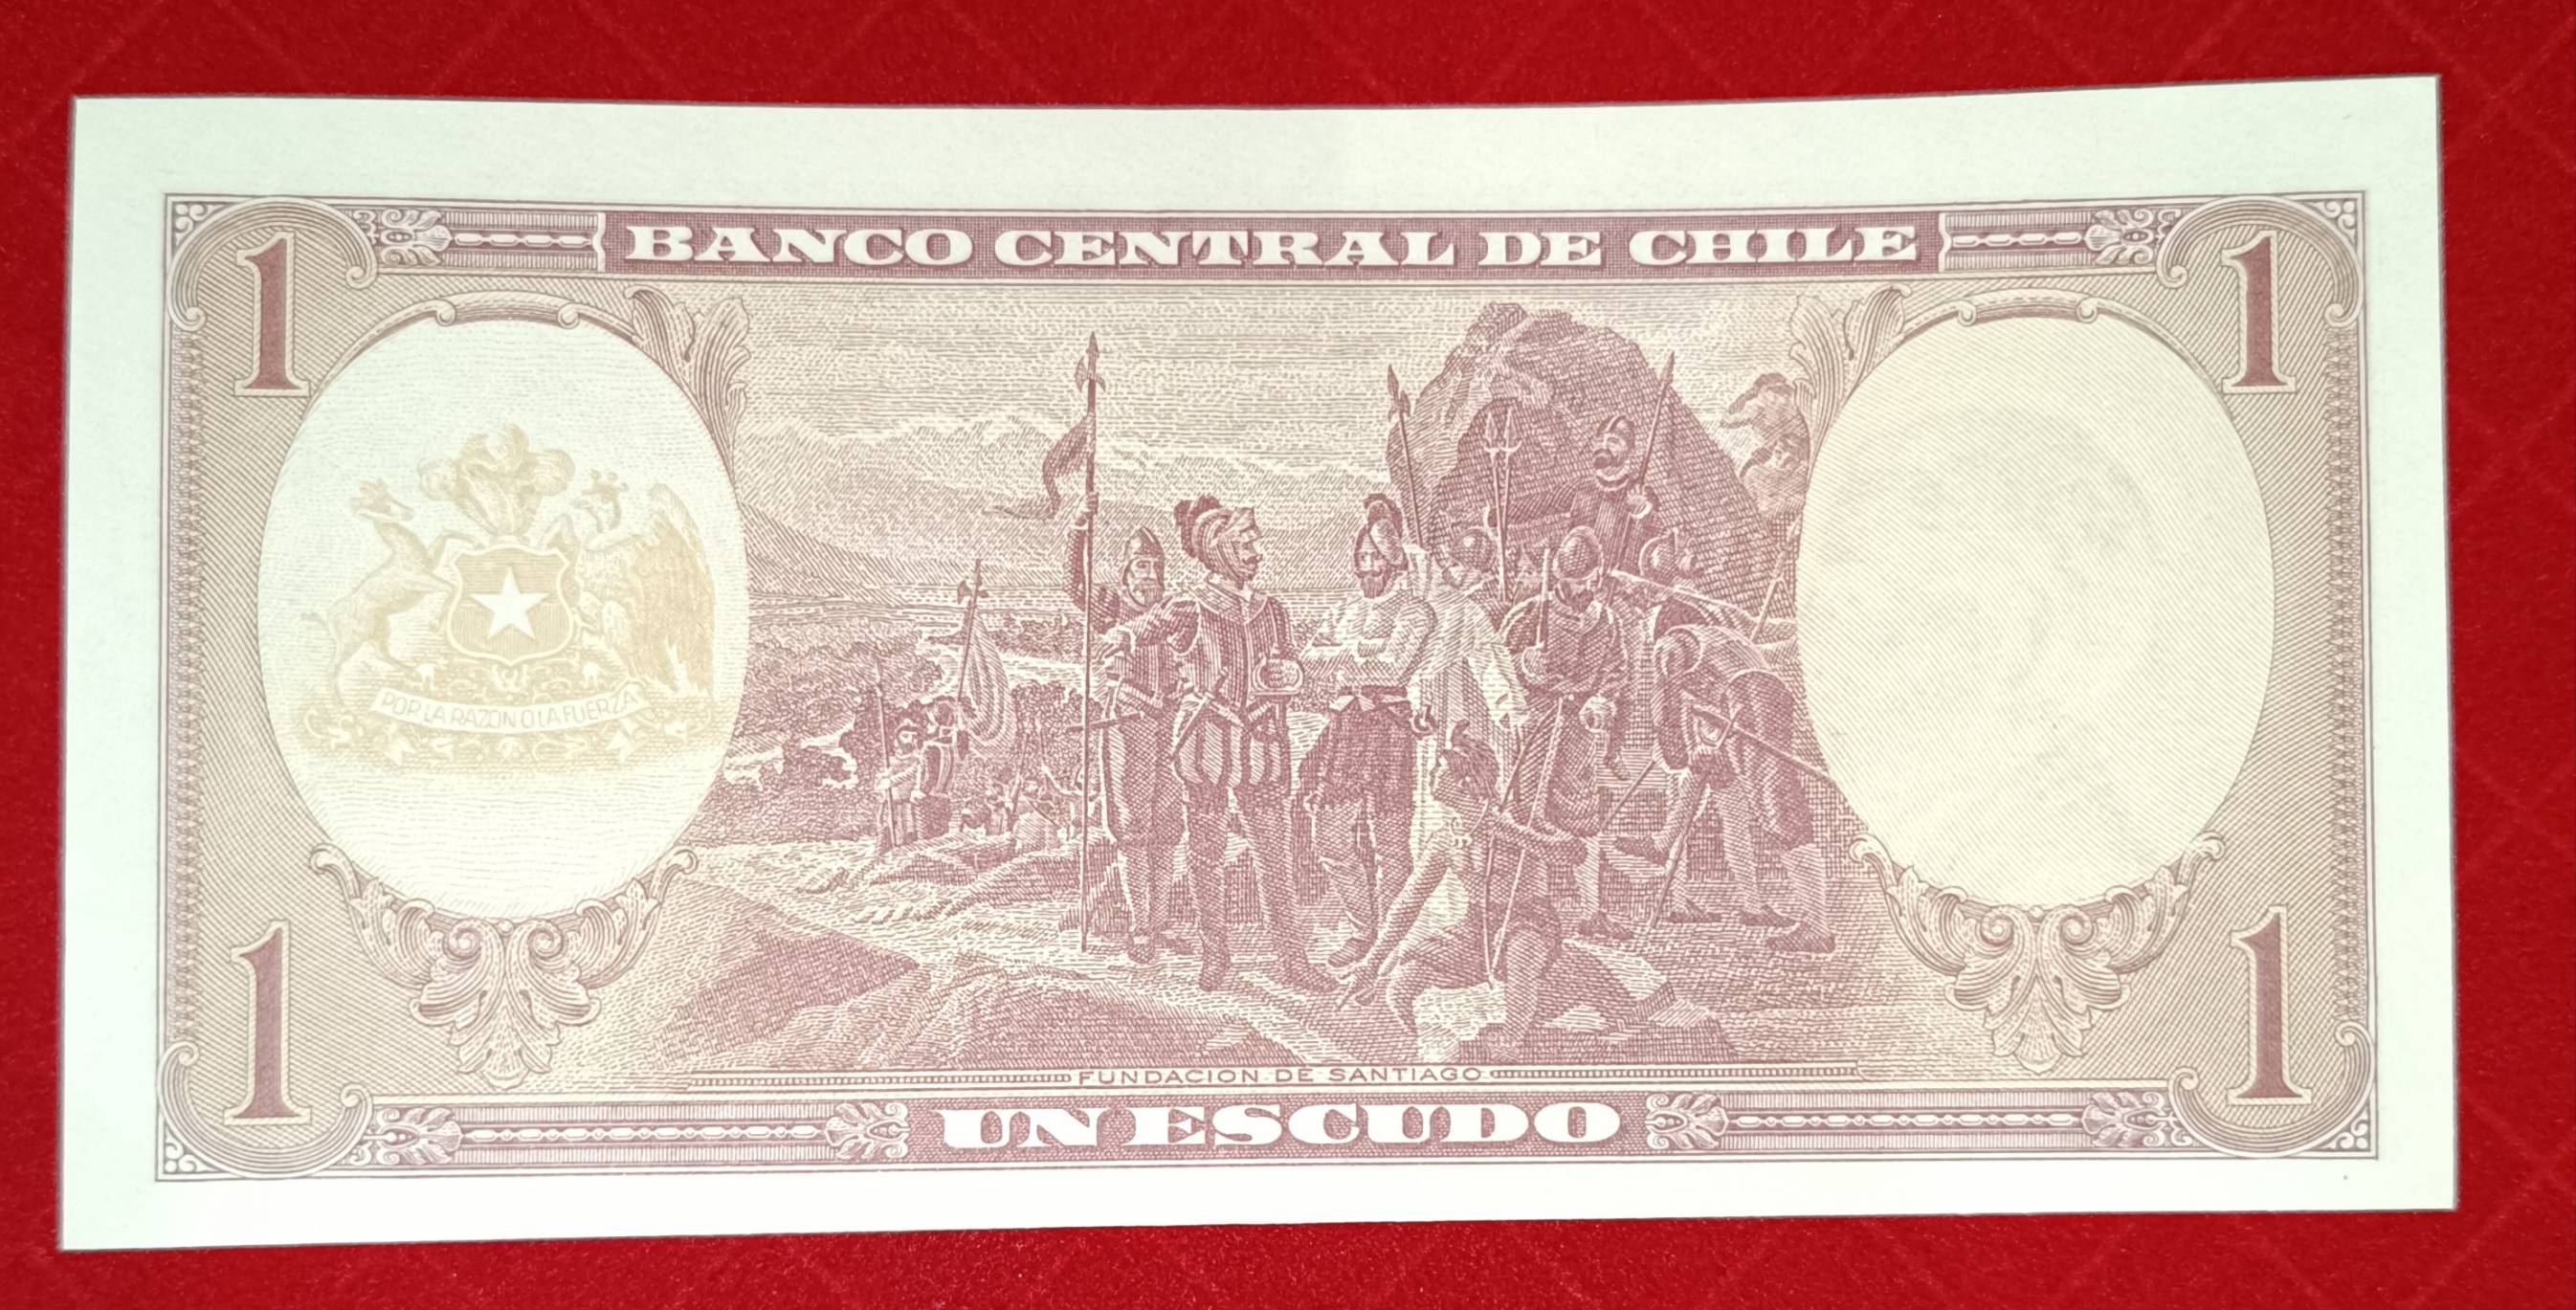 BANCO CENTRAL DE CHILE
1 1
POR LA RAZON O LA FUERZA
FUNDACION DE SANTIAGO
1 1
UN ESCUDO